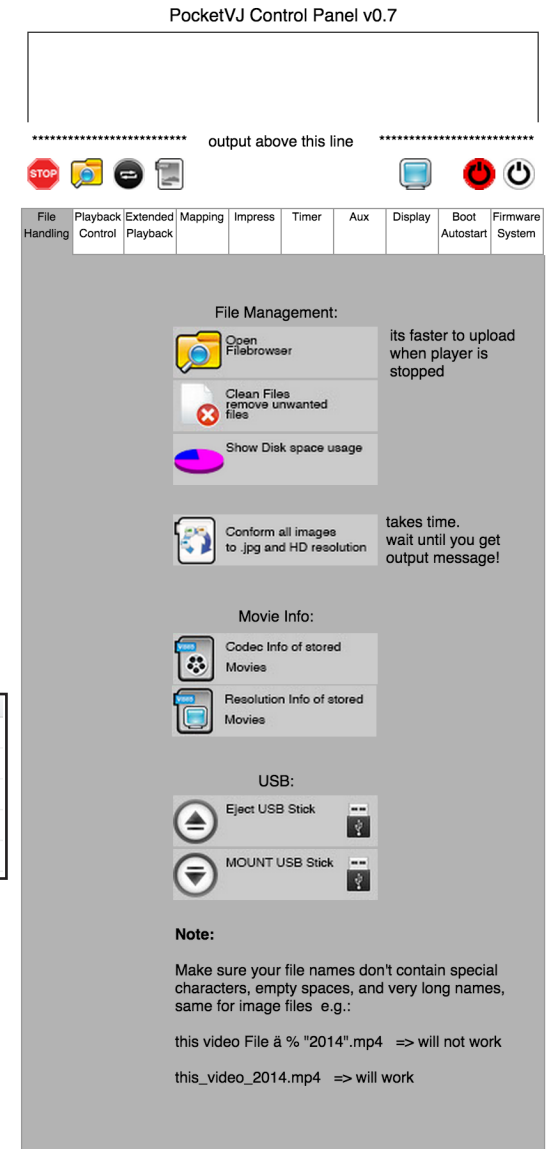 PocketVJ Control Panel v0.7
************************** output above this line **************************
STOP
File Handling
Playback Control
Extended Playback
Mapping
Impress
Timer
Aux
Display
Boot Autostart
Firmware System
File Management:
Open
Filebrowser
its faster to upload
when player is
stopped
Clean Files
remove unwanted
files
Show Disk space usage
Conform all images
to .jpg and HD resolution
takes time.
wait until you get
output message!
Movie Info:
VIDEO
Codec Info of stored
Movies
VIDEO
Resolution Info of stored
Movies
USB:
Eject USB Stick
MOUNT USB Stick
Note:
Make sure your file names don't contain special
characters, empty spaces, and very long names,
same for image files  e.g.:
this video File ä % "2014".mp4   => will not work
this_video_2014.mp4   => will work